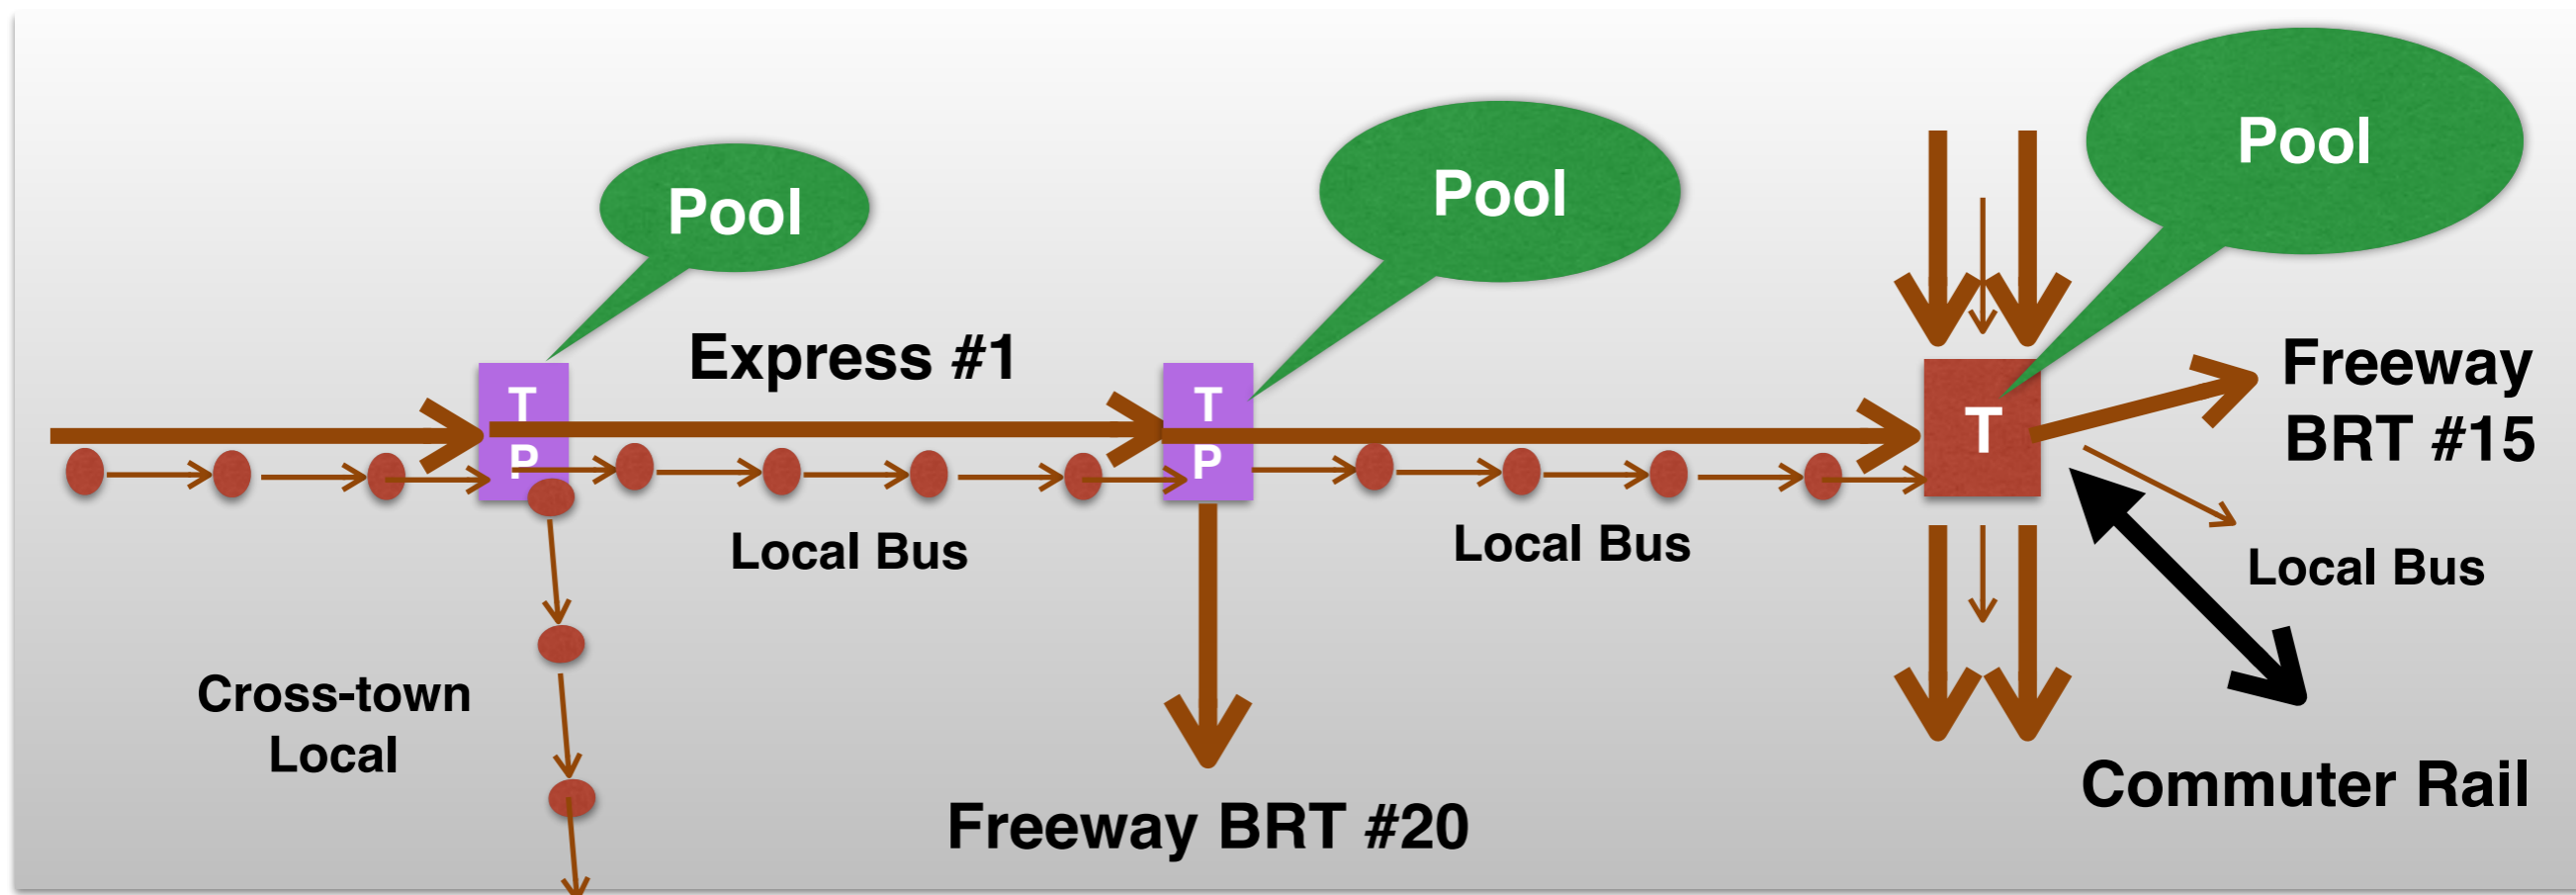 Pool
Pool
Pool
Express #1
Freeway
BRT #15
T
P
T
P
T
Local Bus
Local Bus
Local Bus
Cross-town
Local
Freeway BRT #20
Commuter Rail